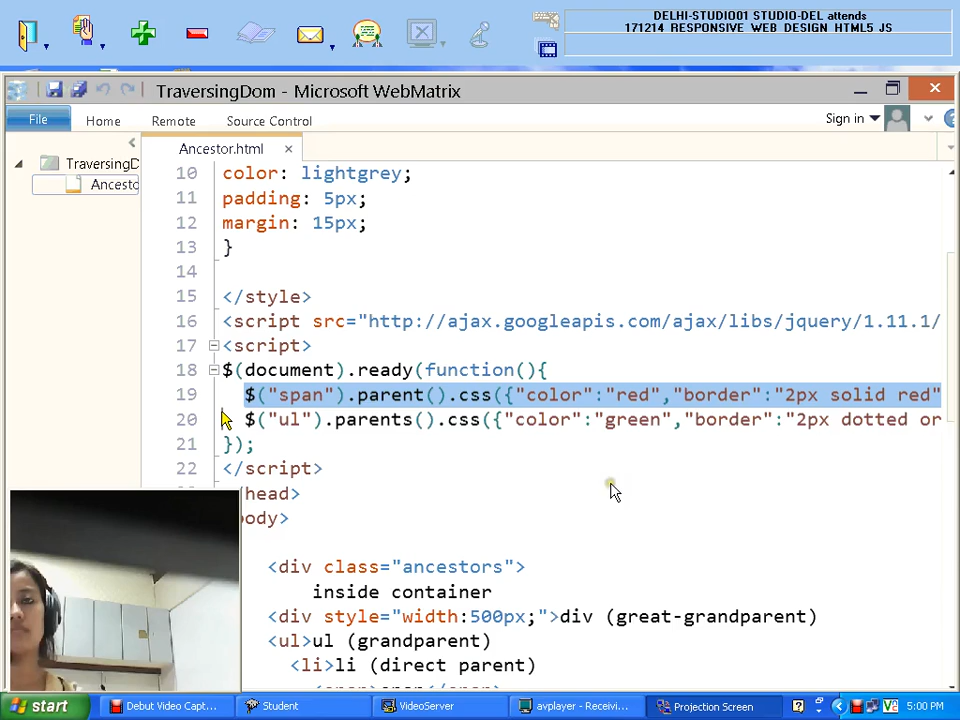 DELHI-STUDIO01 STUDIO-DEL attends
171214 RESPONSIVE WEB DESIGN HTML5 JS
TraversingDom - Microsoft WebMatrix
File Home Remote Source Control Sign in
TraversingD
Ancesto
Ancestor.html ×
10 color: lightgrey;
11 padding: 5px;
12 margin: 15px;
13 }
14
15 </style>
16 <script src="http://ajax.googleapis.com/ajax/libs/jquery/1.11.1/
17 <script>
18 $(document).ready(function(){
19 $("span").parent().css({"color":"red","border":"2px solid red"
20 $("ul").parents().css({"color":"green","border":"2px dotted or
21 });
22 </script>
/head>
body>
<div class="ancestors">
inside container
<div style="width:500px;">div (great-grandparent)
<ul>ul (grandparent)
<li>li (direct parent)
start Debut Video Capt... Student VideoServer avplayer - Receivi... Projection Screen 5:00 PM